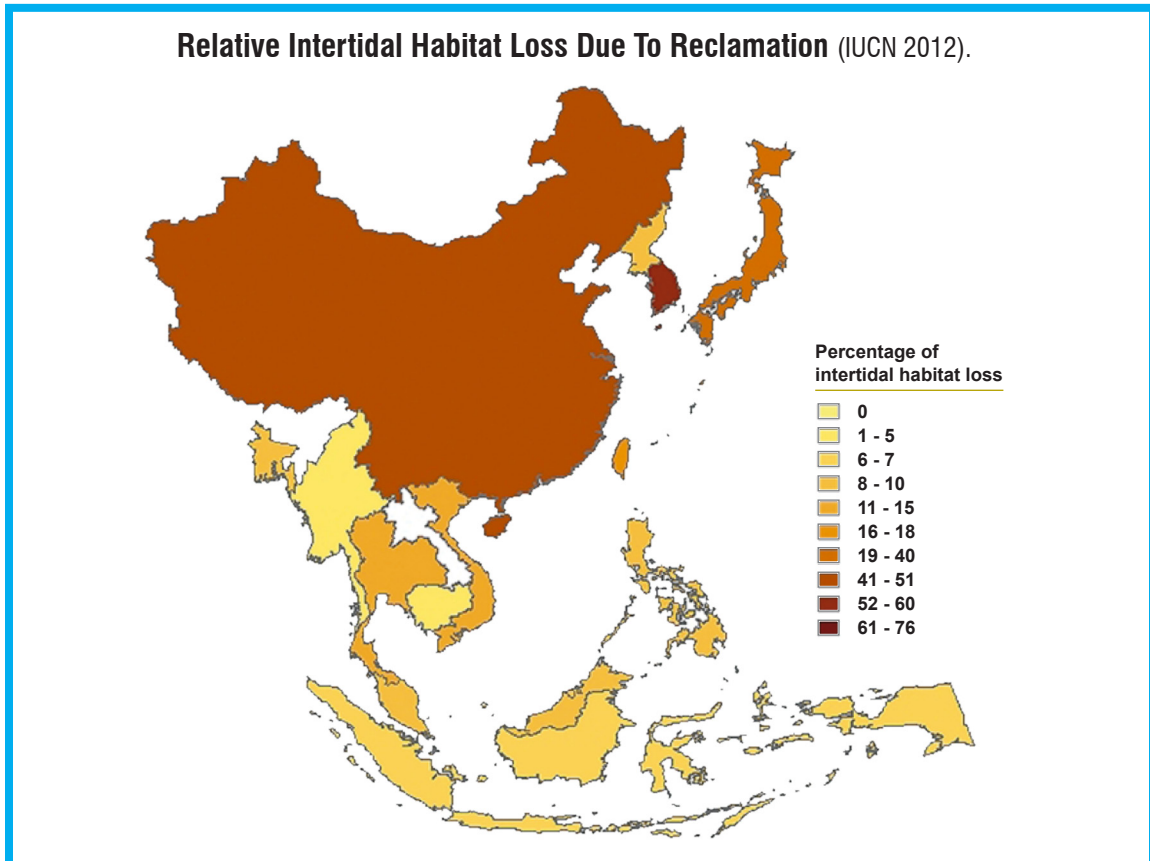 Relative Intertidal Habitat Loss Due To Reclamation (IUCN 2012).
Percentage of
intertidal habitat loss
0
1 - 5
6 - 7
8 - 10
11 - 15
16 - 18
19 - 40
41 - 51
52 - 60
61 - 76